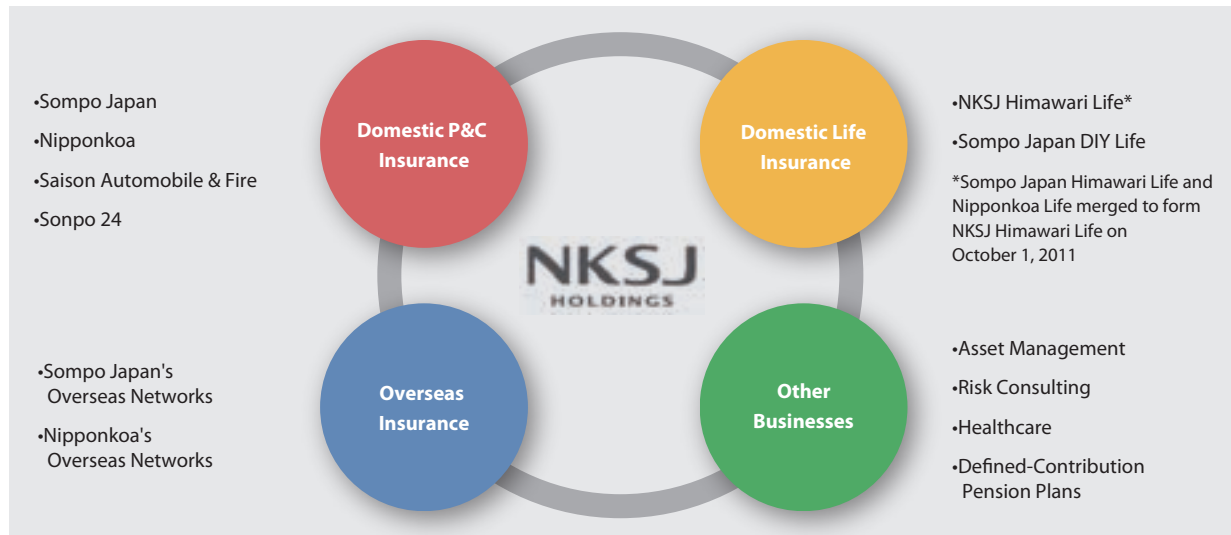 •Sompo Japan
•Nipponkoa
•Saison Automobile & Fire
•Sonpo 24
Domestic P&C
Insurance
Domestic Life
Insurance
•NKSJ Himawari Life*
•Sompo Japan DIY Life
*Sompo Japan Himawari Life and
Nipponkoa Life merged to form
NKSJ Himawari Life on
October 1, 2011
NKSJ
HOLDINGS
•Sompo Japan's
Overseas Networks
•Nipponkoa's
Overseas Networks
Overseas
Insurance
Other
Businesses
•Asset Management
•Risk Consulting
•Healthcare
•Defined-Contribution
Pension Plans